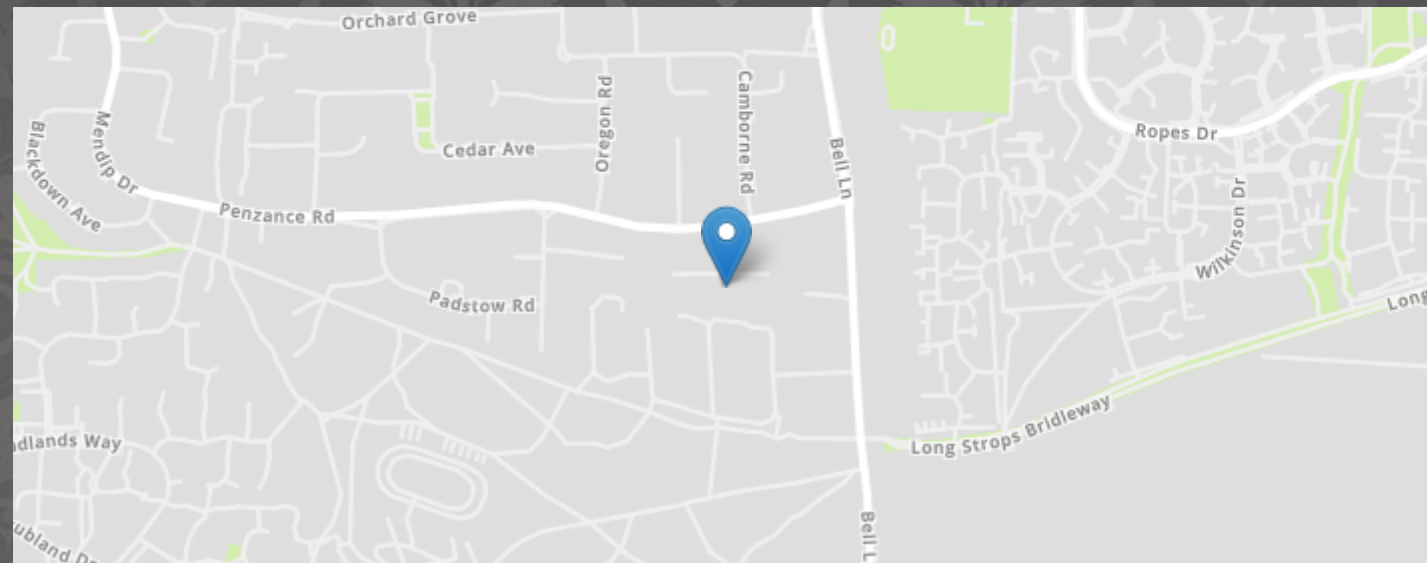 Orchard Grove
Camborne Rd
Oregon Rd
Mendip Dr
Blackdown Ave
Cedar Ave
Bell Ln
Ropes Dr
Penzance Rd
Wilkinson Dr
Padstow Rd
Long
Long Strops Bridleway
dlands Way
Bell L
ubland D